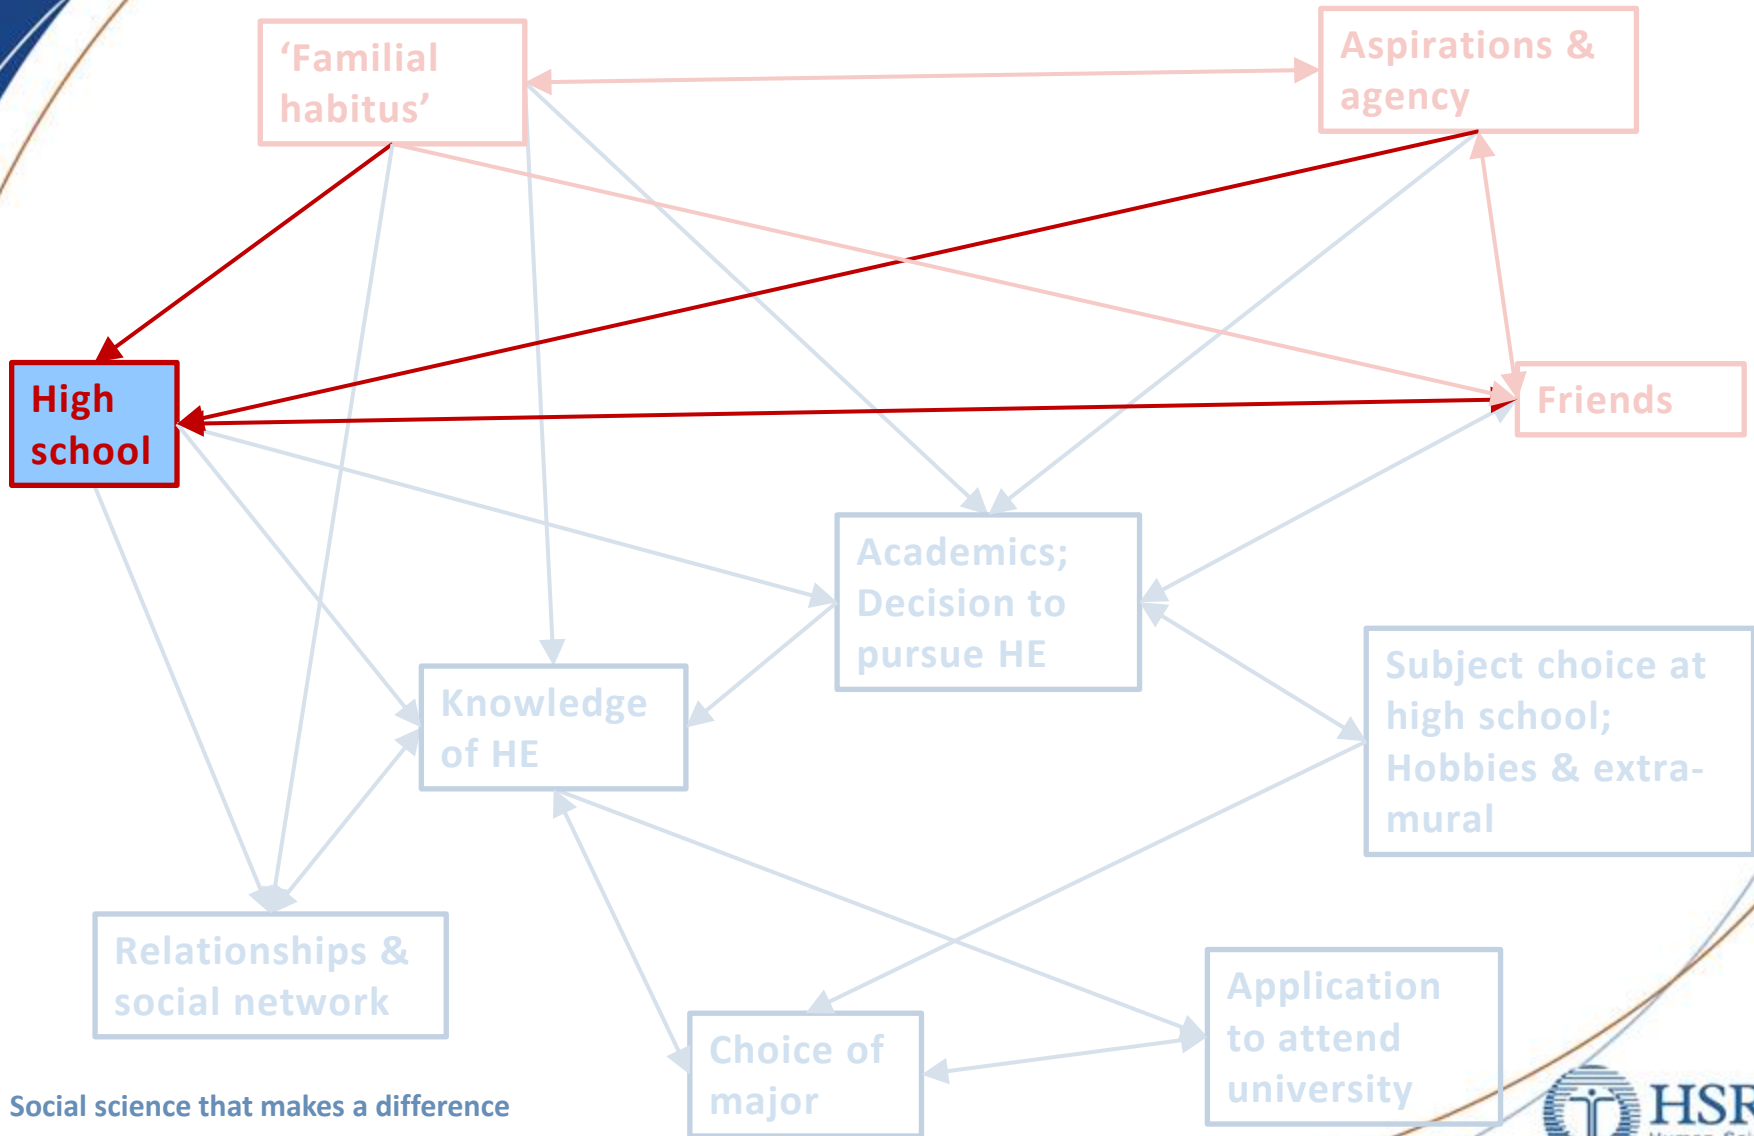 ‘Familial
habitus’
Aspirations &
agency
High
school
Friends
Academics;
Decision to
pursue HE
Subject choice at
high school;
Hobbies & extra-
mural
Knowledge
of HE
Relationships &
social network
Application
to attend
university
Choice of
major
Social science that makes a difference